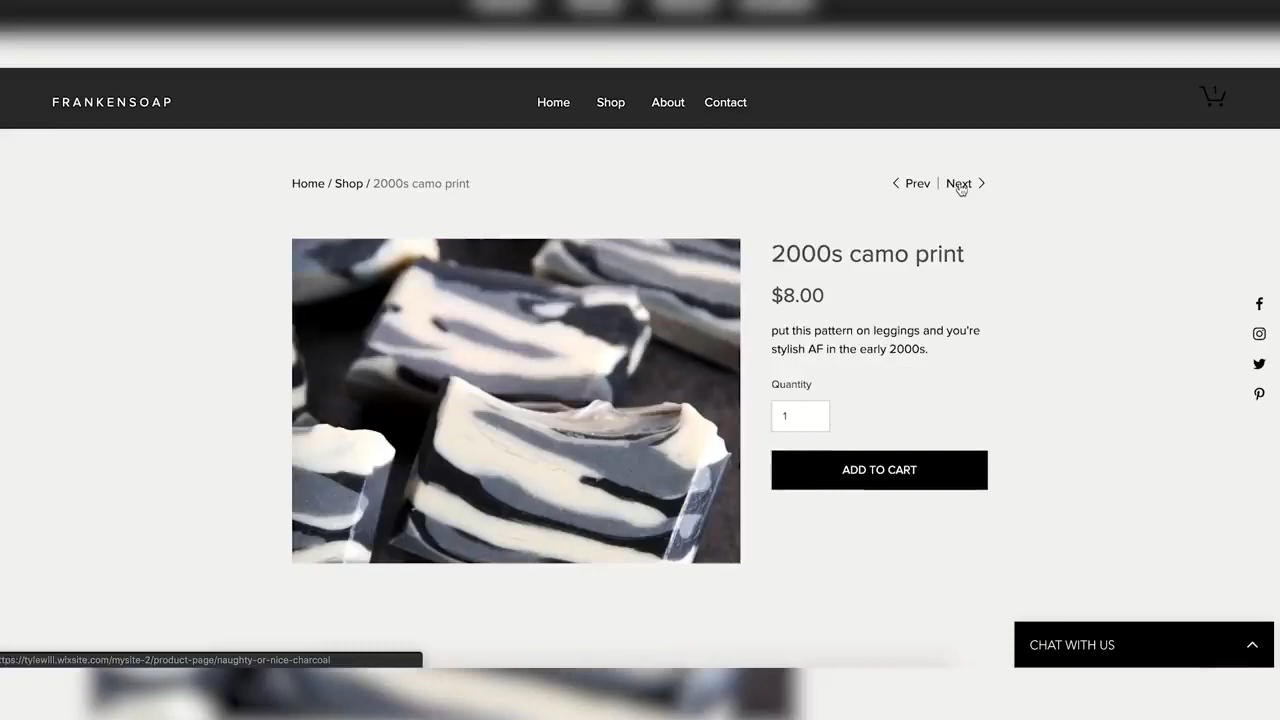 FRANKENSOAP
Home Shop About Contact
1
Home / Shop / 2000s camo print
< Prev | Next >
2000s camo print
$8.00
put this pattern on leggings and you're
stylish AF in the early 2000s.
Quantity
1
ADD TO CART
CHAT WITH US
ttps://tylewill.wixsite.com/mysite-2/product-page/naughty-or-nice-charcoal